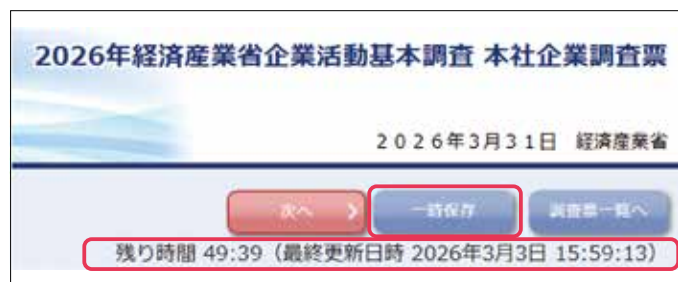 2026年経済産業省企業活動基本調査 本社企業調査票
2026年3月31日 経済産業省
次へ 一時保存 調査票一覧へ
残り時間 49:39（最終更新日時 2026年3月3日 15:59:13）